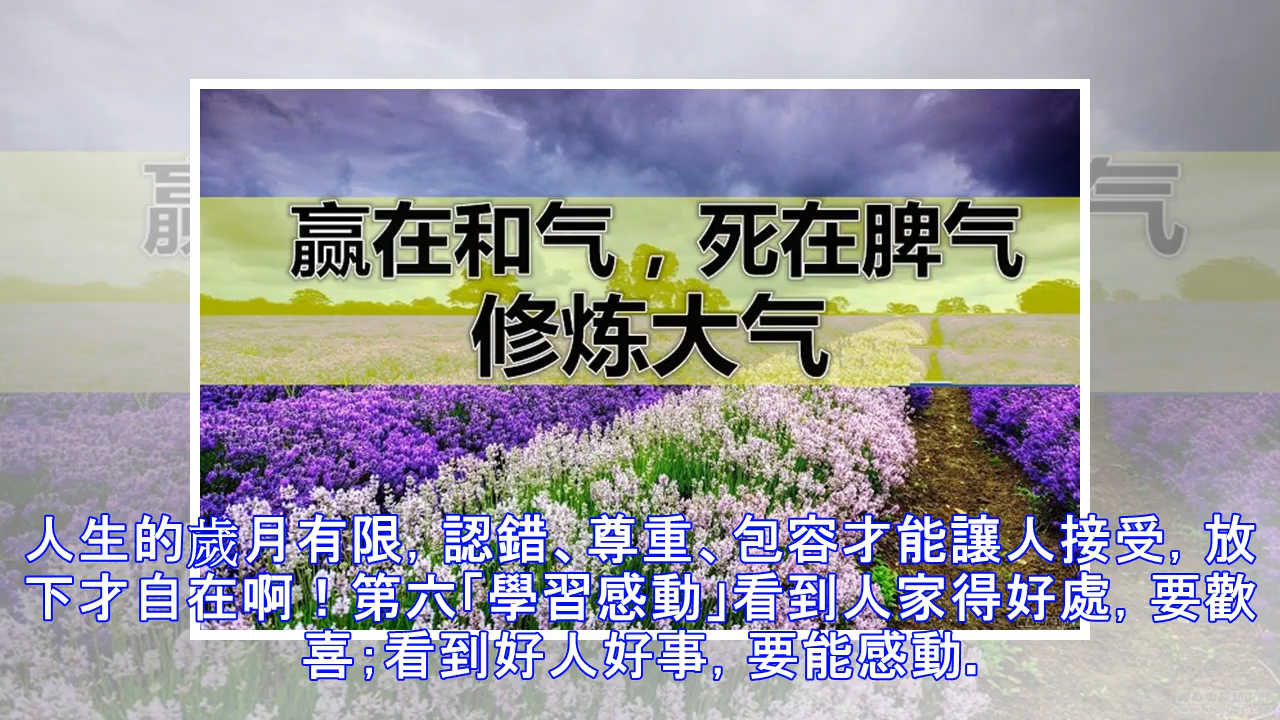 赢在和气，死在脾气
修炼大气
人生的歲月有限, 認錯、尊重、包容才能讓人接受, 放
下才自在啊！第六「學習感動」看到人家得好處, 要歡
喜;看到好人好事, 要能感動.
赢
气